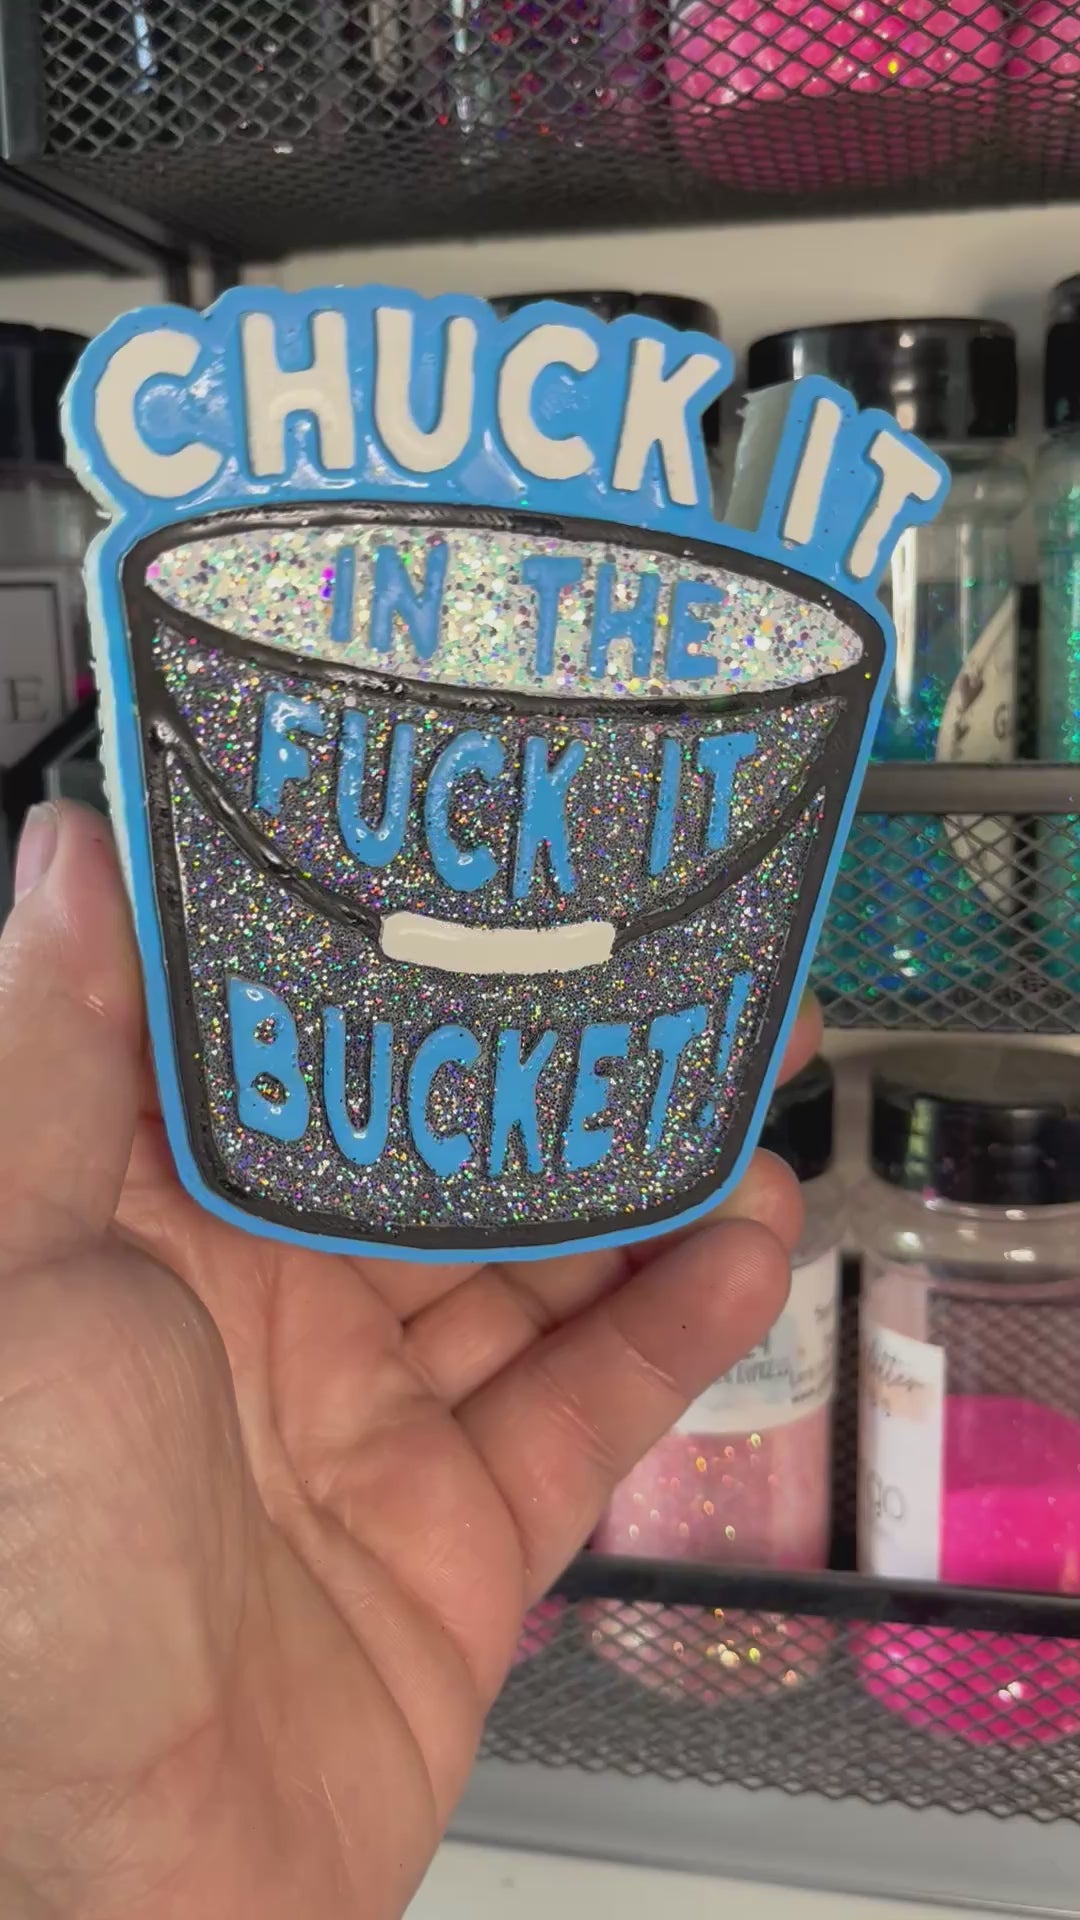 CHUCK IT
IN THE
FUCK IT
BUCKET!
E
G